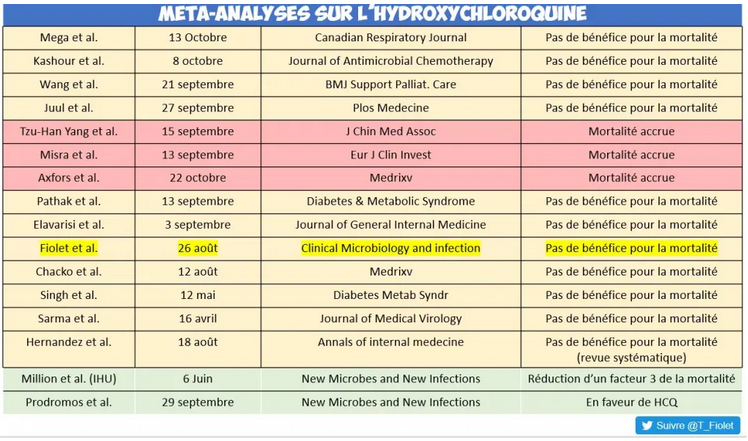 META-ANALYSES SUR L'HYDROXYCHLOROQUINE
Mega et al. 13 Octobre Canadian Respiratory Journal Pas de bénéfice pour la mortalité
Kashour et al. 8 octobre Journal of Antimicrobial Chemotherapy Pas de bénéfice pour la mortalité
Wang et al. 21 septembre BMJ Support Palliat. Care Pas de bénéfice pour la mortalité
Juul et al. 27 septembre Plos Medecine Pas de bénéfice pour la mortalité
Tzu-Han Yang et al. 15 septembre J Chin Med Assoc Mortalité accrue
Misra et al. 13 septembre Eur J Clin Invest Mortalité accrue
Axfors et al. 22 octobre Medrixv Mortalité accrue
Pathak et al. 13 septembre Diabetes & Metabolic Syndrome Pas de bénéfice pour la mortalité
Elavarisi et al. 3 septembre Journal of General Internal Medicine Pas de bénéfice pour la mortalité
Fiolet et al. 26 août Clinical Microbiology and infection Pas de bénéfice pour la mortalité
Chacko et al. 12 août Medrixv Pas de bénéfice pour la mortalité
Singh et al. 12 mai Diabetes Metab Syndr Pas de bénéfice pour la mortalité
Sarma et al. 16 avril Journal of Medical Virology Pas de bénéfice pour la mortalité
Hernandez et al. 18 août Annals of internal medecine Pas de bénéfice pour la mortalité
(revue systématique)
Million et al. (IHU) 6 Juin New Microbes and New Infections Réduction d'un facteur 3 de la mortalité
Prodromos et al. 29 septembre New Microbes and New Infections En faveur de HCQ
Suivre @T_Fiolet